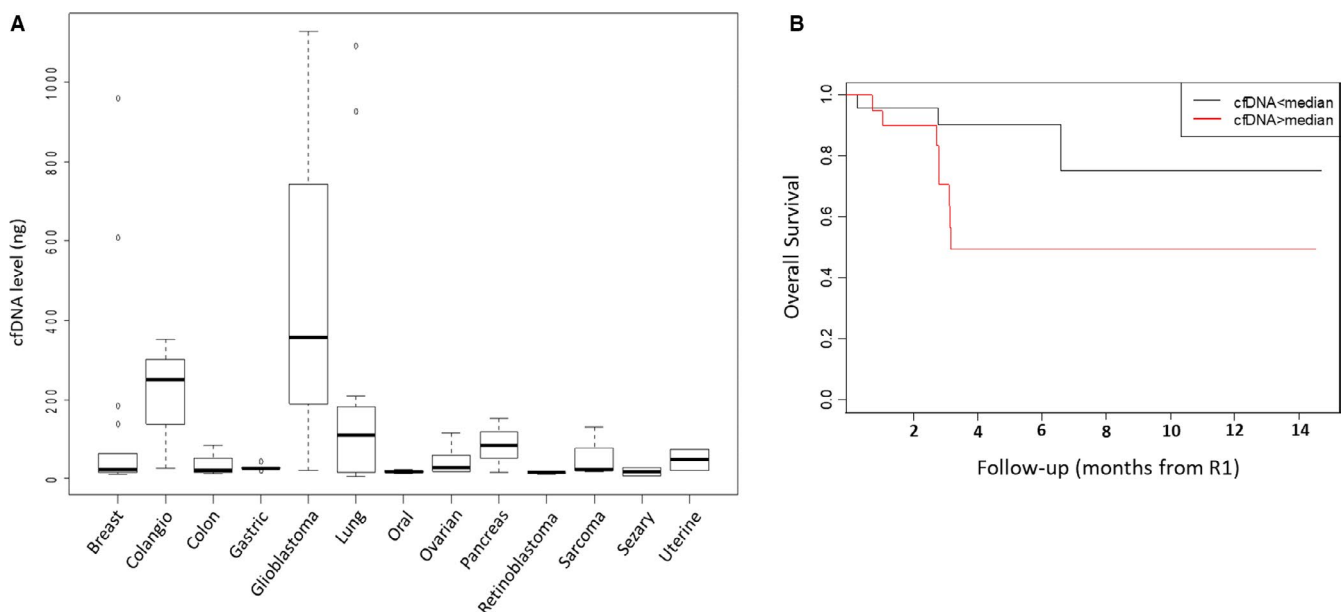 A
cfDNA level (ng)
1000
800
600
400
200
0
Breast
Colangio
Colon
Gastric
Glioblastoma
Lung
Oral
Ovarian
Pancreas
Retinoblastoma
Sarcoma
Sezary
Uterine
B
cfDNA<median
cfDNA>median
Overall Survival
1.0
0.8
0.6
0.4
0.2
0.0
2 4 6 8 10 12 14
Follow-up (months from R1)